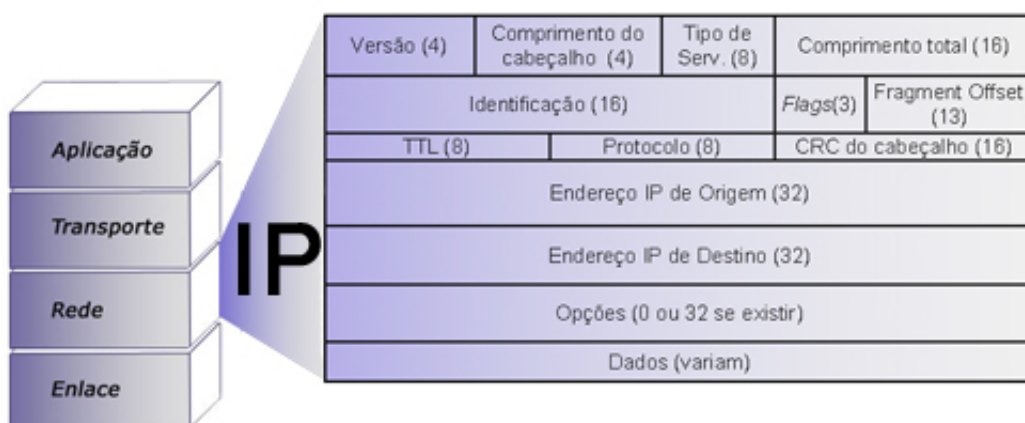 Aplicação
Transporte
Rede
Enlace
IP
Versão (4)
Comprimento do
cabeçalho (4)
Tipo de
Serv. (8)
Comprimento total (16)
Identificação (16)
Flags(3)
Fragment Offset
(13)
TTL (8)
Protocolo (8)
CRC do cabeçalho (16)
Endereço IP de Origem (32)
Endereço IP de Destino (32)
Opções (0 ou 32 se existir)
Dados (variam)